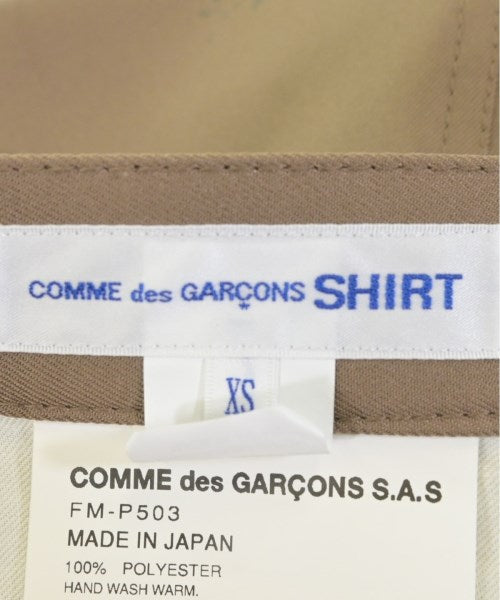 COMME des GARÇONS SHIRT
XS
COMME des GARÇONS S.A.S
FM-P503
MADE IN JAPAN
100% POLYESTER
HAND WASH WARM.